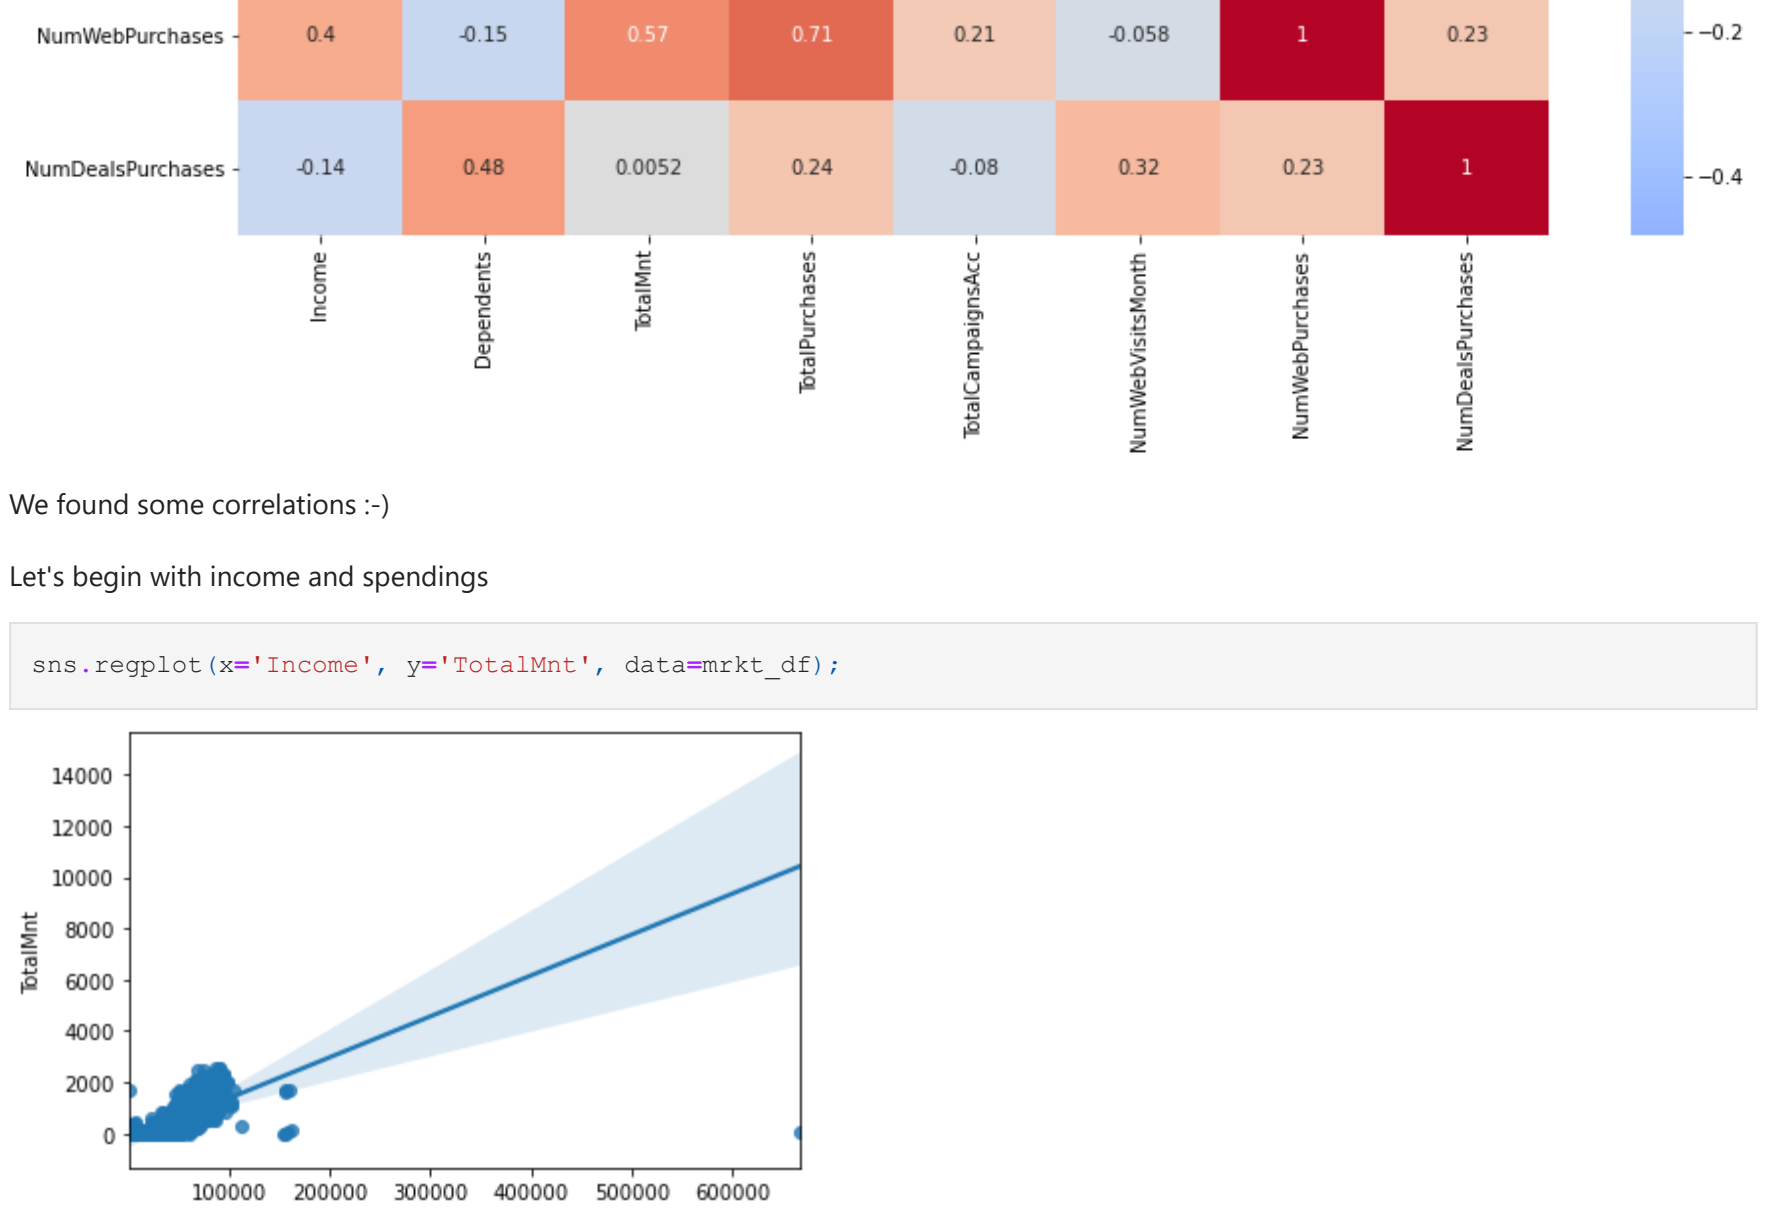 NumWebPurchases 0.4 -0.15 0.57 0.71 0.21 -0.058 1 0.23 −0.2
NumDealsPurchases -0.14 0.48 0.0052 0.24 -0.08 0.32 0.23 1 −0.4
Income
Dependents
TotalMnt
TotalPurchases
TotalCampaignsAcc
NumWebVisitsMonth
NumWebPurchases
NumDealsPurchases
We found some correlations :-)
Let's begin with income and spendings
sns.regplot(x='Income', y='TotalMnt', data=mrkt_df);
14000
12000
10000
8000
6000
4000
2000
0
TotalMnt
100000 200000 300000 400000 500000 600000